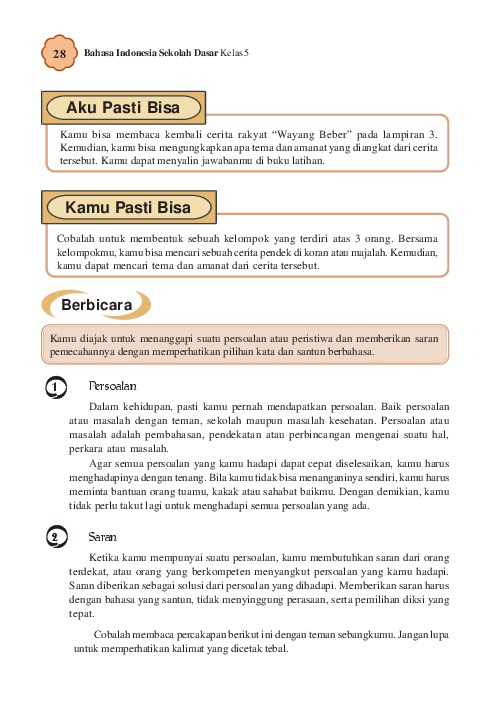 28 Bahasa Indonesia Sekolah Dasar Kelas 5
Aku Pasti Bisa
Kamu bisa membaca kembali cerita rakyat “Wayang Beber” pada lampiran 3.
Kemudian, kamu bisa mengungkapkan apa tema dan amanat yang diangkat dari cerita
tersebut. Kamu dapat menyalin jawabanmu di buku latihan.
Kamu Pasti Bisa
Cobalah untuk membentuk sebuah kelompok yang terdiri atas 3 orang. Bersama
kelompokmu, kamu bisa mencari sebuah cerita pendek di koran atau majalah. Kemudian,
kamu dapat mencari tema dan amanat dari cerita tersebut.
Berbicara
Kamu diajak untuk menanggapi suatu persoalan atau peristiwa dan memberikan saran
pemecahannya dengan memperhatikan pilihan kata dan santun berbahasa.
1 Persoalan
Dalam kehidupan, pasti kamu pernah mendapatkan persoalan. Baik persoalan
atau masalah dengan teman, sekolah maupun masalah kesehatan. Persoalan atau
masalah adalah pembahasan, pendekatan atau perbincangan mengenai suatu hal,
perkara atau masalah.
Agar semua persoalan yang kamu hadapi dapat cepat diselesaikan, kamu harus
menghadapinya dengan tenang. Bila kamu tidak bisa menanganinya sendiri, kamu harus
meminta bantuan orang tuamu, kakak atau sahabat baikmu. Dengan demikian, kamu
tidak perlu takut lagi untuk menghadapi semua persoalan yang ada.
2 Saran
Ketika kamu mempunyai suatu persoalan, kamu membutuhkan saran dari orang
terdekat, atau orang yang berkompeten menyangkut persoalan yang kamu hadapi.
Saran diberikan sebagai solusi dari persoalan yang dihadapi. Memberikan saran harus
dengan bahasa yang santun, tidak menyinggung perasaan, serta pemilihan diksi yang
tepat.
Cobalah membaca percakapan berikut ini dengan teman sebangkumu. Jangan lupa
untuk memperhatikan kalimat yang dicetak tebal.